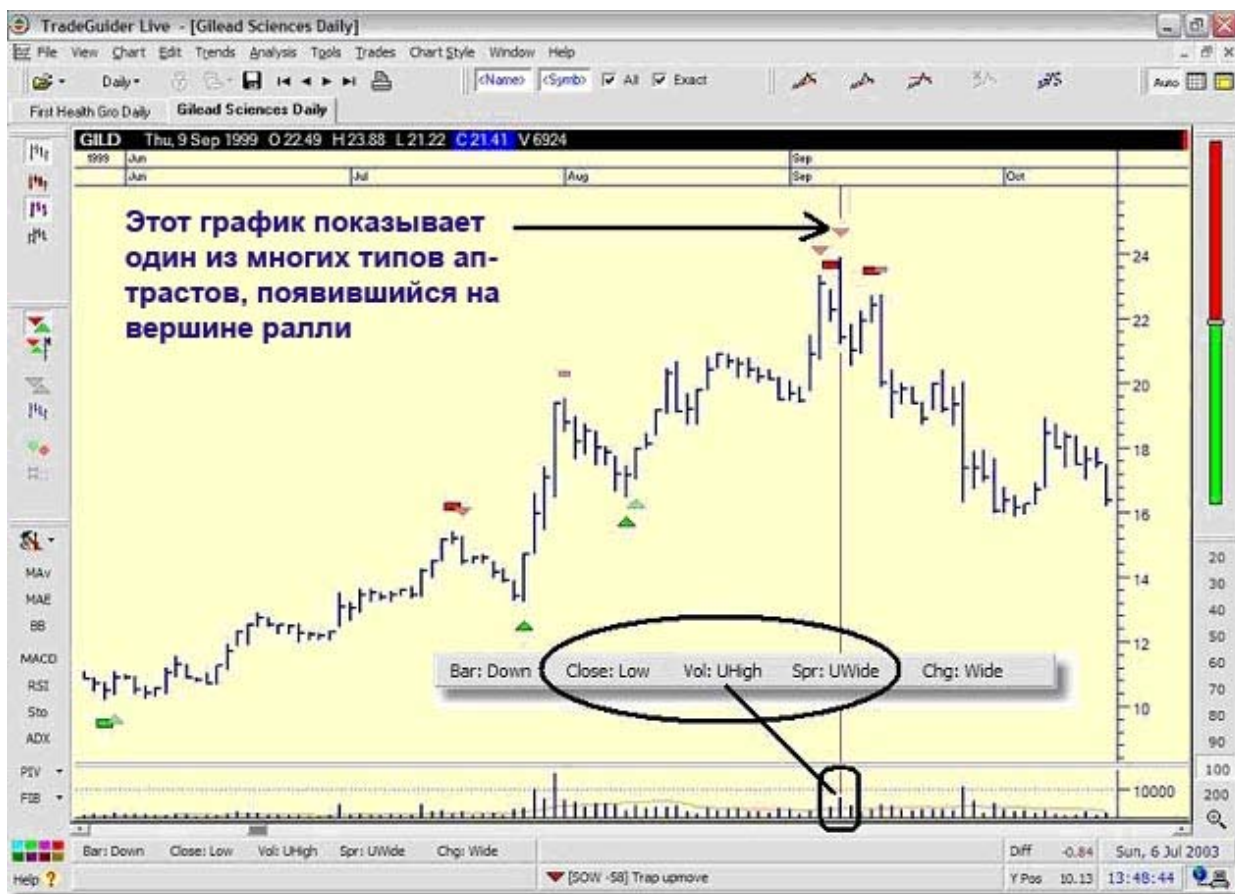 TradeGuider Live - [Gilead Sciences Daily]
File View Chart Edit Trends Analysis Tools Trades Chart Style Window Help
Daily <Name> <Symb> All Exact Auto
First Health Gro Daily Gilead Sciences Daily
GILD Thu, 9 Sep 1999 O 22.49 H 23.88 L 21.22 C 21.41 V 6924
1999 Jun Sep
Jun Jul Aug Sep Oct
Этот график показывает
один из многих типов ап-
трастов, появившийся на
вершине ралли
24
22
20
18
16
14
12
10
10000
Bar: Down Close: Low Vol: UHigh Spr: UWide Chg: Wide
MAv
MAE
BB
MACD
RSI
Sto
ADX
PIV
FIB
20
30
40
50
60
70
80
90
100
200
Bar: Down Close: Low Vol: UHigh Spr: UWide Chg: Wide Diff -0.84 Sun, 6 Jul 2003
Help ? [SOW -58] Trap upmove Y Pos 10.13 13:48:44